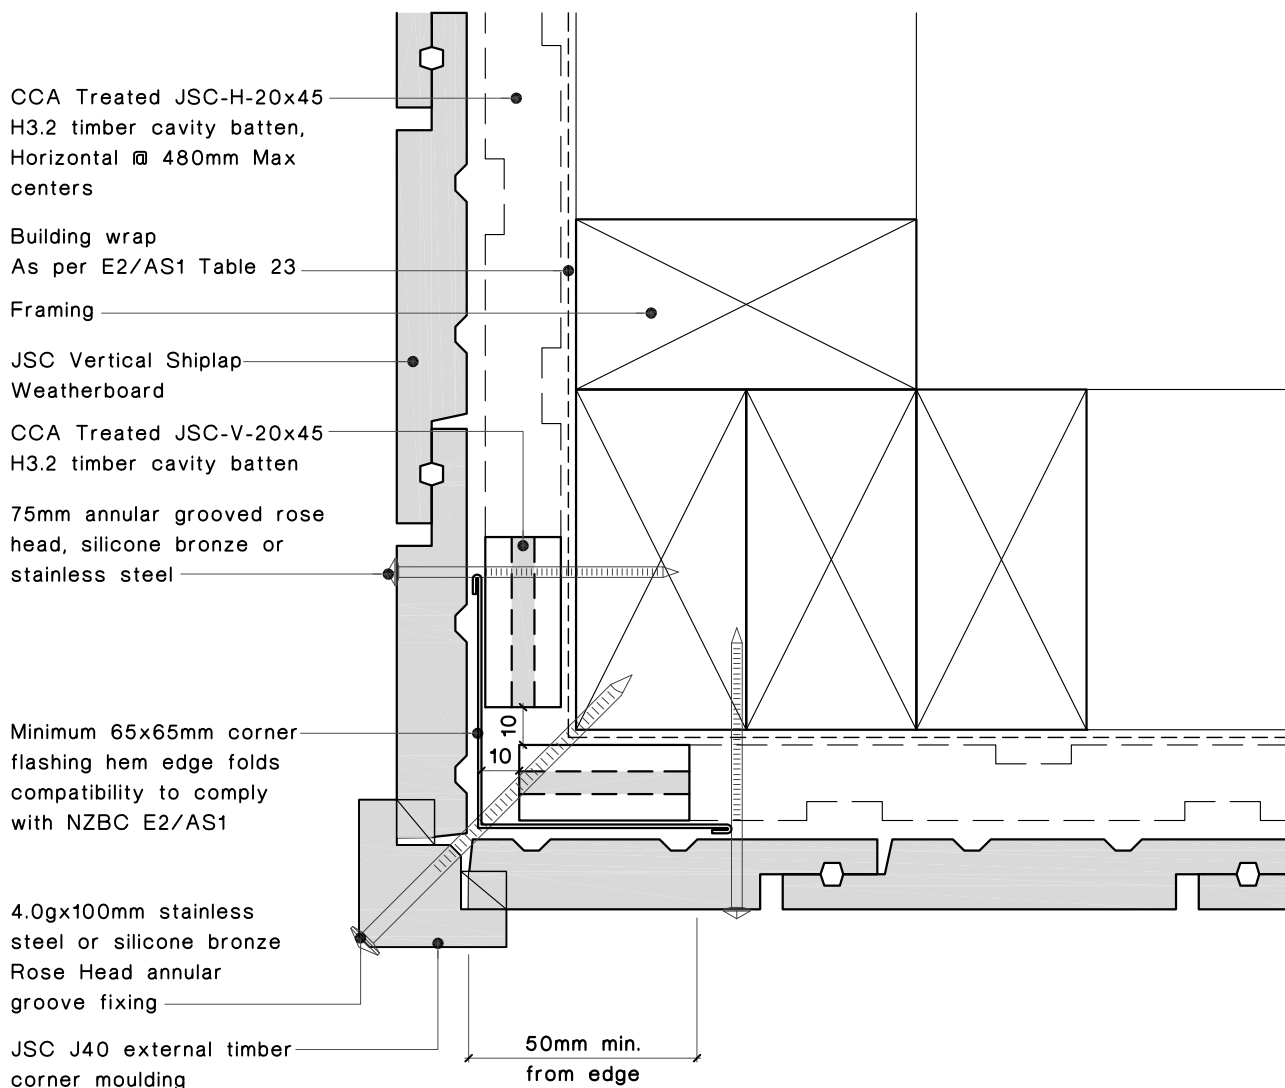 CCA Treated JSC-H-20x45
H3.2 timber cavity batten,
Horizontal @ 480mm Max
centers
Building wrap
As per E2/AS1 Table 23
Framing
JSC Vertical Shiplap
Weatherboard
CCA Treated JSC-V-20x45
H3.2 timber cavity batten
75mm annular grooved rose
head, silicone bronze or
stainless steel
Minimum 65x65mm corner
flashing hem edge folds
compatibility to comply
with NZBC E2/AS1
10
10
4.0gx100mm stainless
steel or silicone bronze
Rose Head annular
groove fixing
JSC J40 external timber
corner moulding
50mm min.
from edge